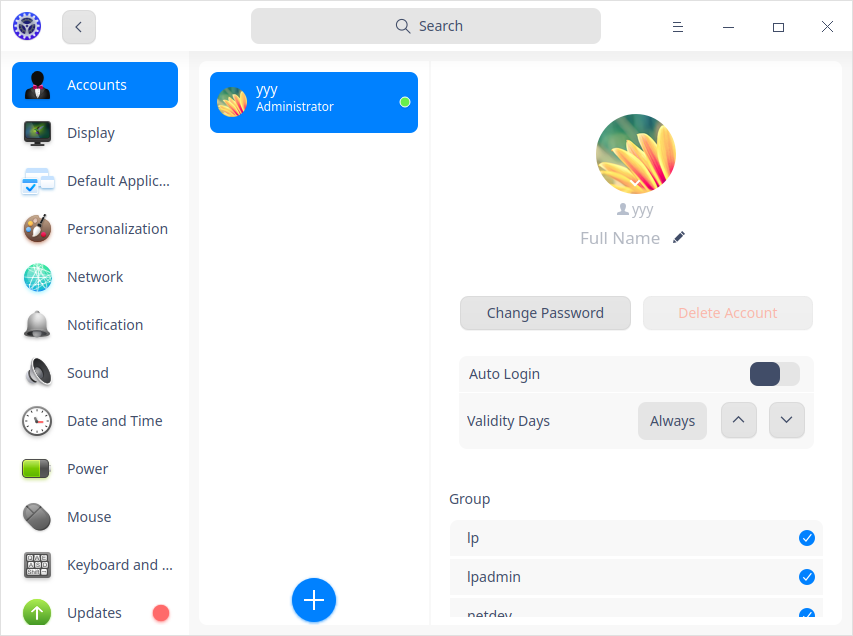 Search
Accounts
Display
Default Applic...
Personalization
Network
Notification
Sound
Date and Time
Power
Mouse
Keyboard and ...
Updates
yyy
Administrator
yyy
Full Name
Change Password
Delete Account
Auto Login
Validity Days
Always
Group
lp
lpadmin
netdev